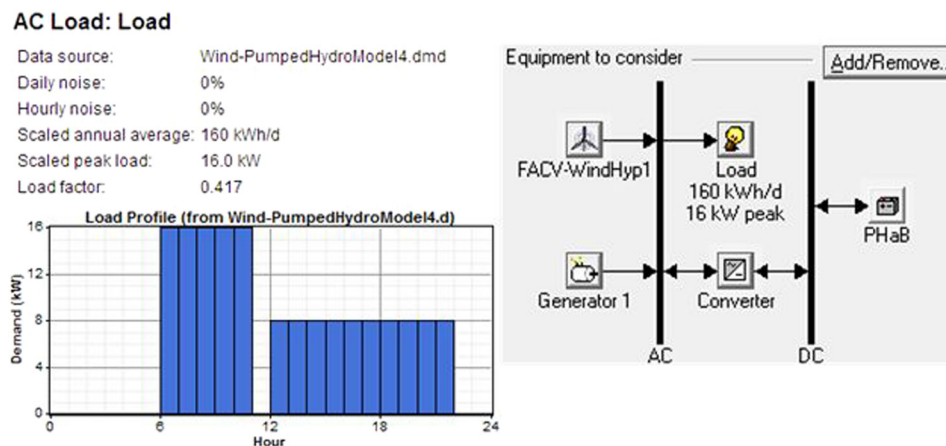 AC Load: Load
Data source: Wind-PumpedHydroModel4.dmd
Daily noise: 0%
Hourly noise: 0%
Scaled annual average: 160 kWh/d
Scaled peak load: 16.0 kW
Load factor: 0.417
Load Profile (from Wind-PumpedHydroModel4.d)
Demand (kW)
16
12
8
4
0
0 6 12 18 24
Hour
Equipment to consider
Add/Remove..
FACV-WindHyp1
Load
160 kWh/d
16 kW peak
PHaB
Generator 1
Converter
AC
DC